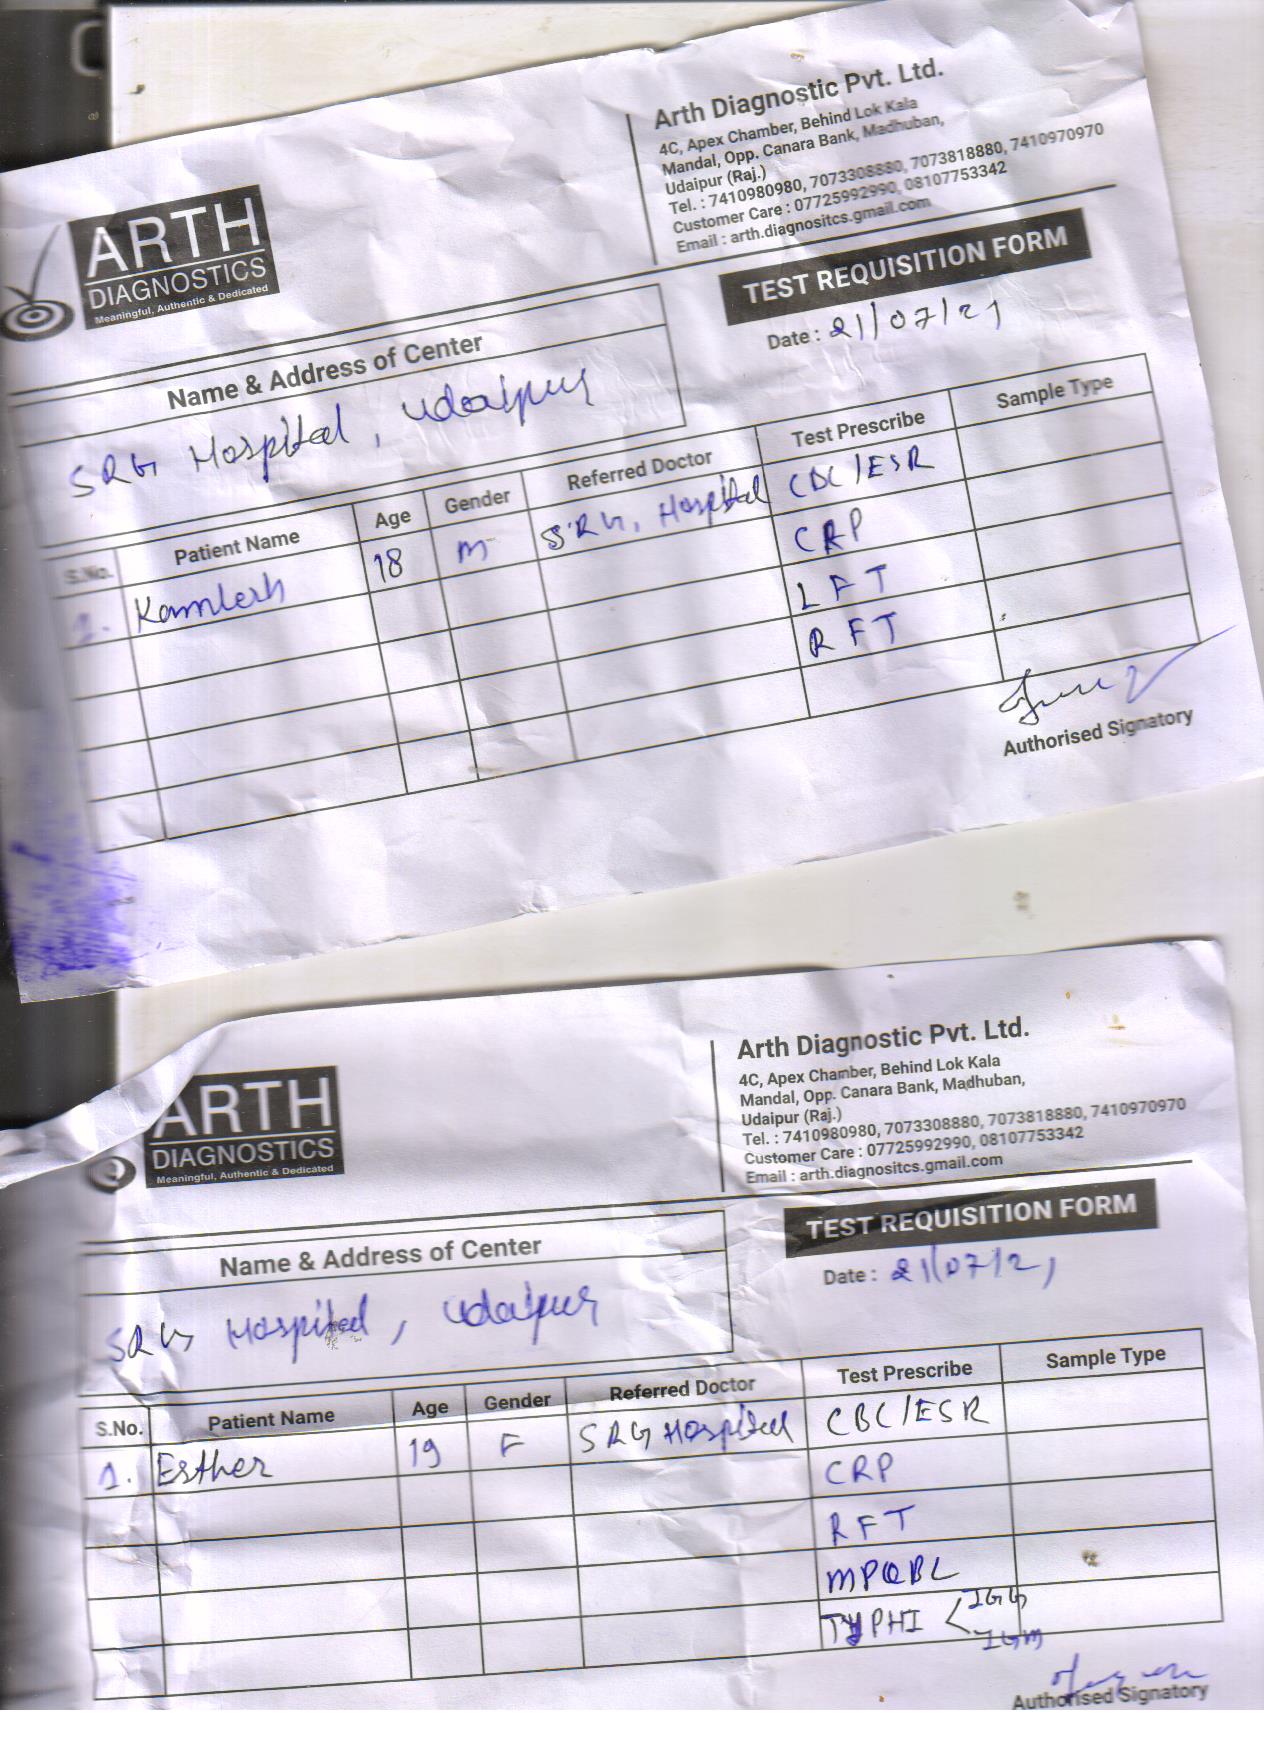 Arth Diagnostic Pvt. Ltd.
4C, Apex Chamber, Behind Lok Kala
Mandal, Opp. Canara Bank, Madhuban,
Udaipur (Raj.)
Tel. : 7410980980, 7073308880, 7073818880, 7410970970
Customer Care : 07725992990, 08107753342
Email : arth.diagnositcs.gmail.com
ARTH
DIAGNOSTICS
Meaningful, Authentic & Dedicated
TEST REQUISITION FORM
Date : 21/07/21
Name & Address of Center
SRG Hospital, Udaipur
S.No. Patient Name Age Gender Referred Doctor Test Prescribe Sample Type
1. Kamlesh 18 M SRG, Hospital CBC/ESR
CRP
LFT
RFT
Authorised Signatory
Arth Diagnostic Pvt. Ltd.
4C, Apex Chamber, Behind Lok Kala
Mandal, Opp. Canara Bank, Madhuban,
Udaipur (Raj.)
Tel. : 7410980980, 7073308880, 7073818880, 7410970970
Customer Care : 07725992990, 08107753342
Email : arth.diagnositcs.gmail.com
ARTH
DIAGNOSTICS
Meaningful, Authentic & Dedicated
TEST REQUISITION FORM
Date : 21/07/21
Name & Address of Center
SRG Hospital, Udaipur
S.No. Patient Name Age Gender Referred Doctor Test Prescribe Sample Type
1. Esther 19 F SRG Hospital CBC/ESR
CRP
RFT
MPQBC
TYPHI < IGG
IGM
Authorised Signatory